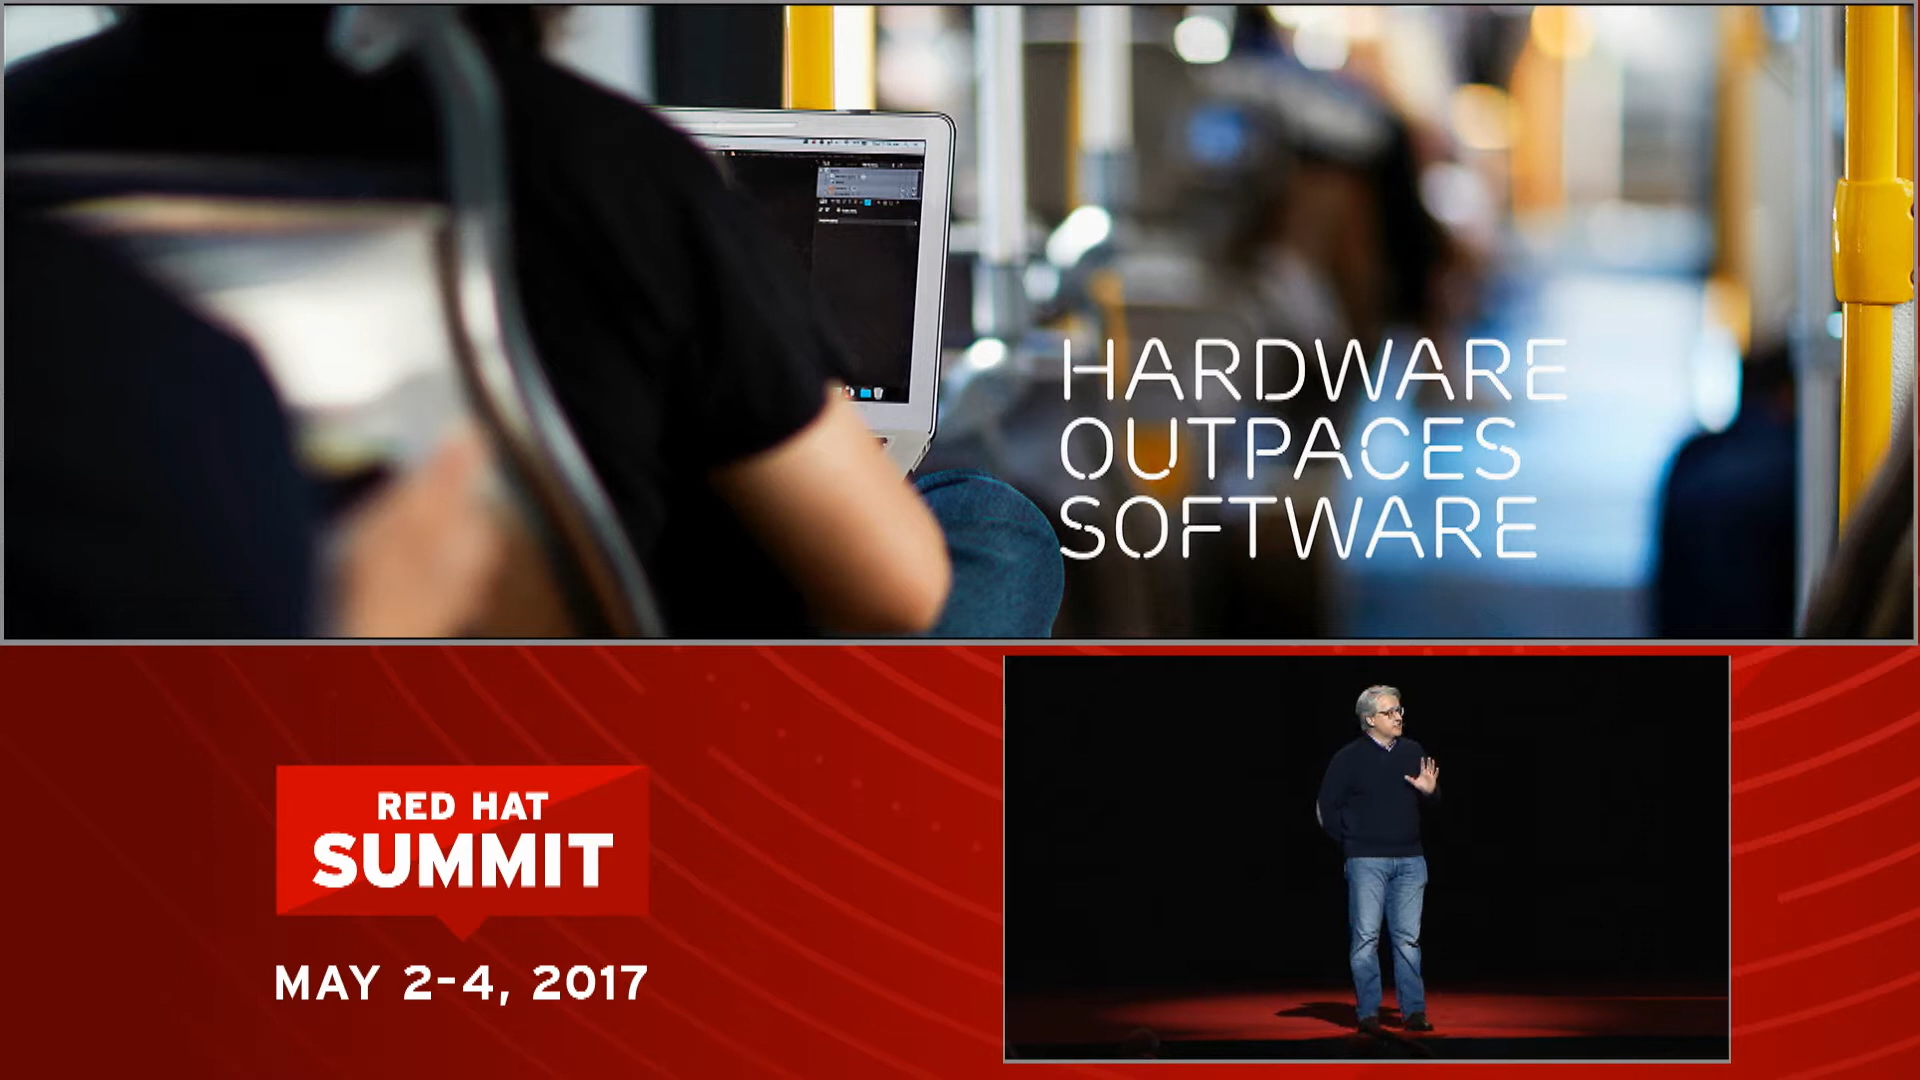 HARDWARE
OUTPACES
SOFTWARE
RED HAT
SUMMIT
MAY 2-4, 2017